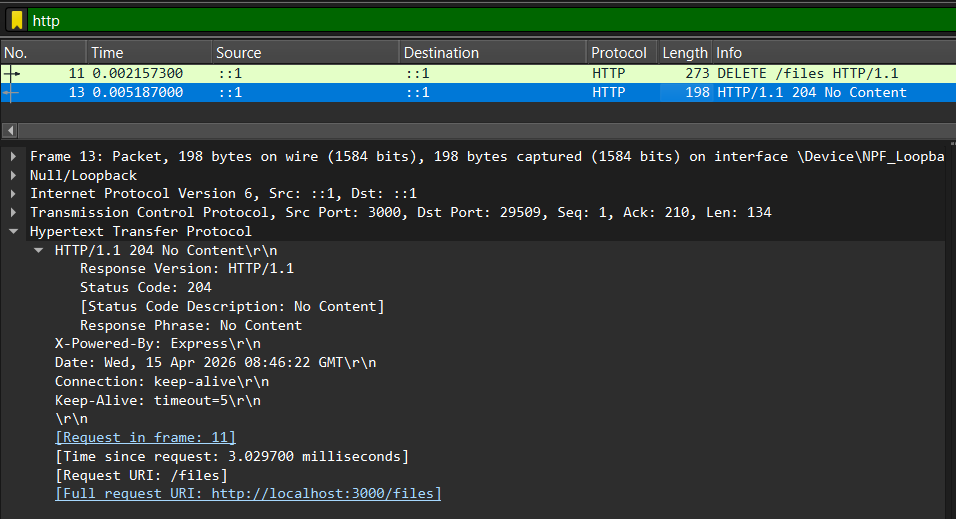 http
No. Time Source Destination Protocol Length Info
11 0.002157300 ::1 ::1 HTTP 273 DELETE /files HTTP/1.1
13 0.005187000 ::1 ::1 HTTP 198 HTTP/1.1 204 No Content
Frame 13: Packet, 198 bytes on wire (1584 bits), 198 bytes captured (1584 bits) on interface \Device\NPF_Loopba
Null/Loopback
Internet Protocol Version 6, Src: ::1, Dst: ::1
Transmission Control Protocol, Src Port: 3000, Dst Port: 29509, Seq: 1, Ack: 210, Len: 134
Hypertext Transfer Protocol
HTTP/1.1 204 No Content\r\n
Response Version: HTTP/1.1
Status Code: 204
[Status Code Description: No Content]
Response Phrase: No Content
X-Powered-By: Express\r\n
Date: Wed, 15 Apr 2026 08:46:22 GMT\r\n
Connection: keep-alive\r\n
Keep-Alive: timeout=5\r\n
\r\n
[Request in frame: 11]
[Time since request: 3.029700 milliseconds]
[Request URI: /files]
[Full request URI: http://localhost:3000/files]